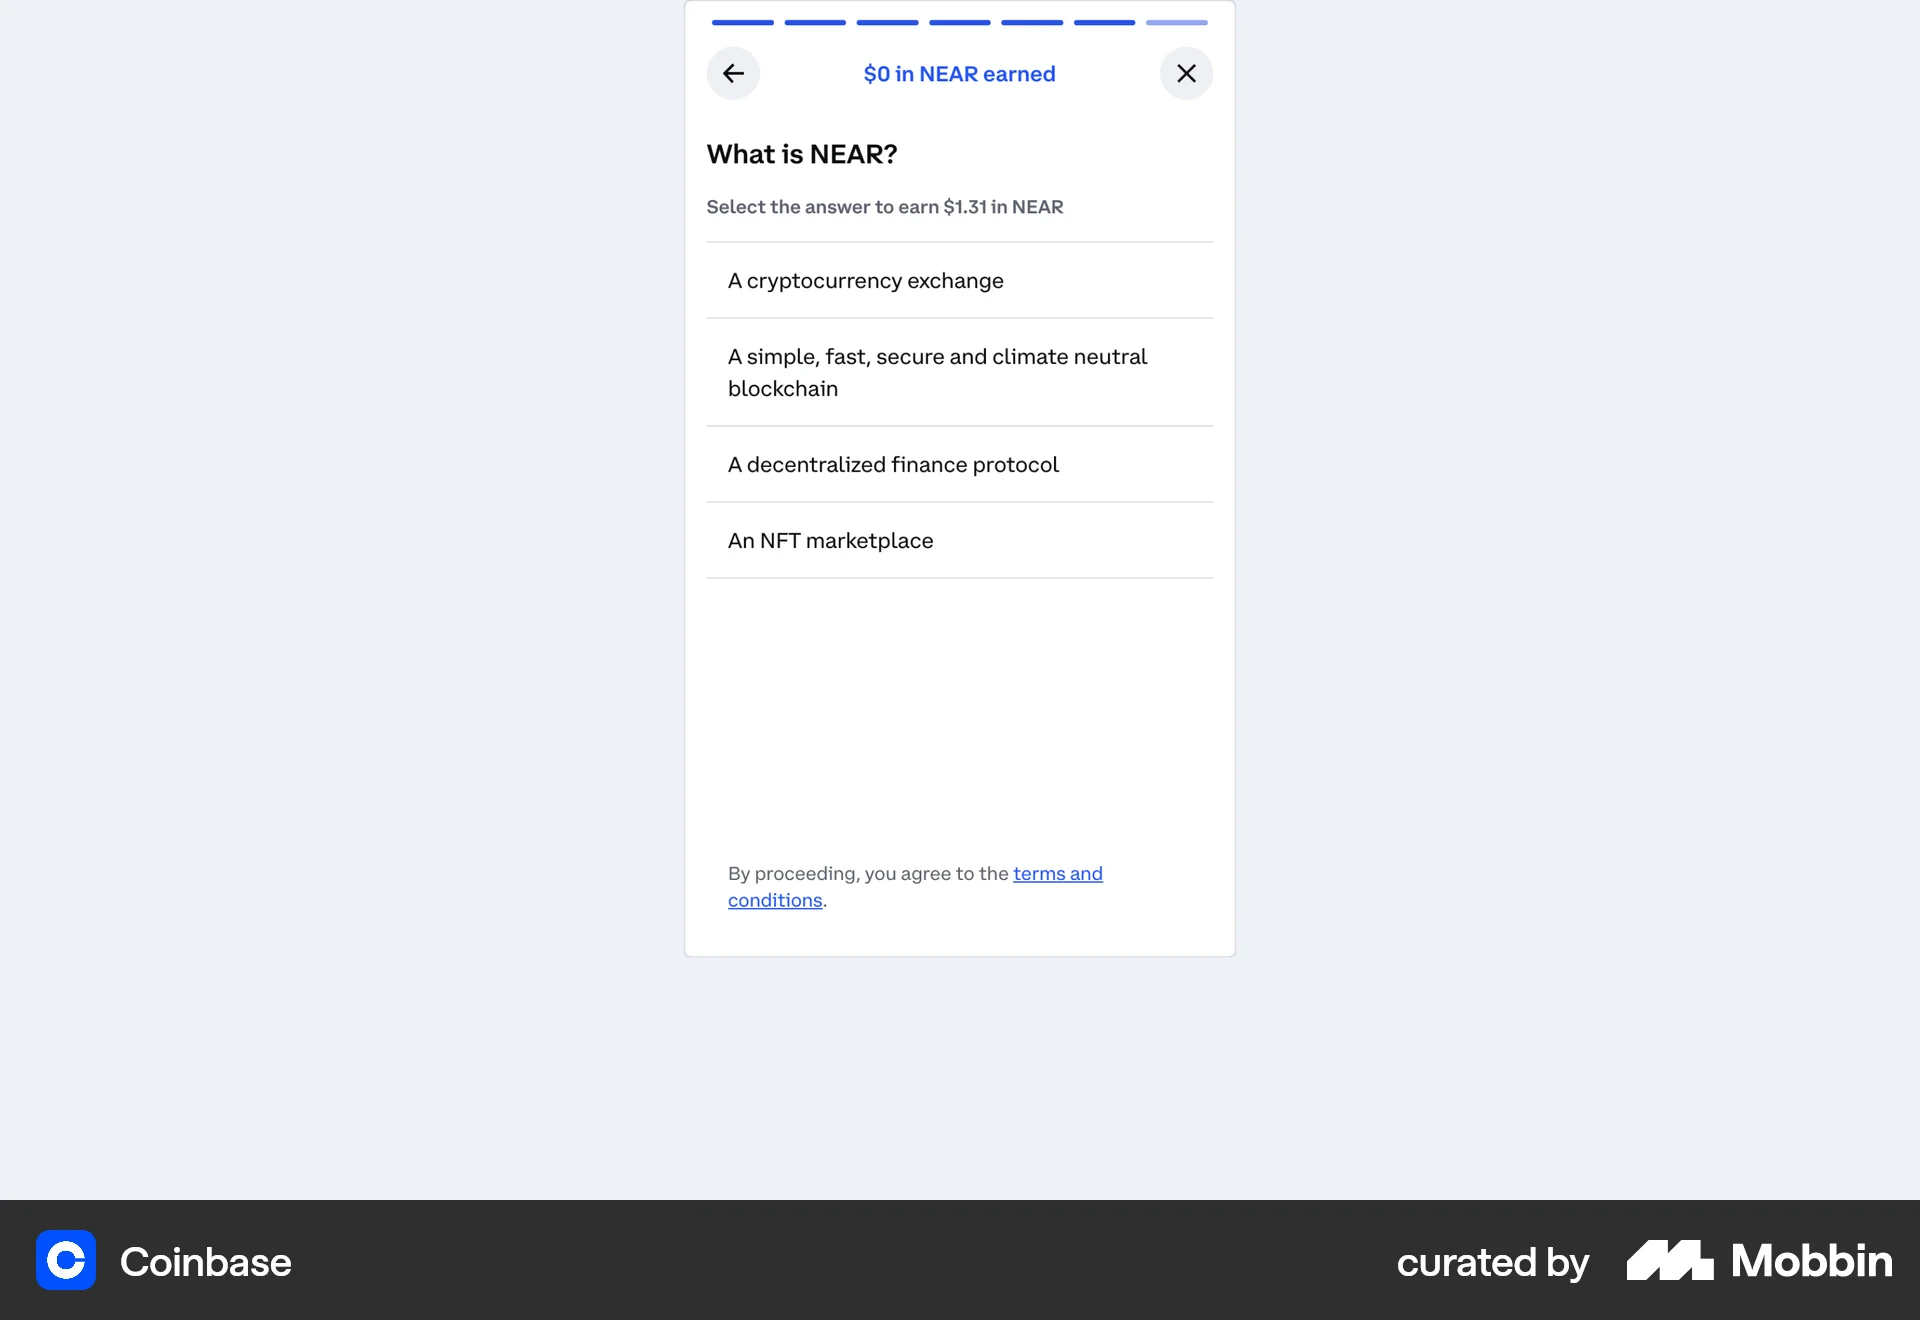 $0 in NEAR earned
What is NEAR?
Select the answer to earn $1.31 in NEAR
A cryptocurrency exchange
A simple, fast, secure and climate neutral
blockchain
A decentralized finance protocol
An NFT marketplace
By proceeding, you agree to the terms and
conditions.
Coinbase
curated by Mobbin